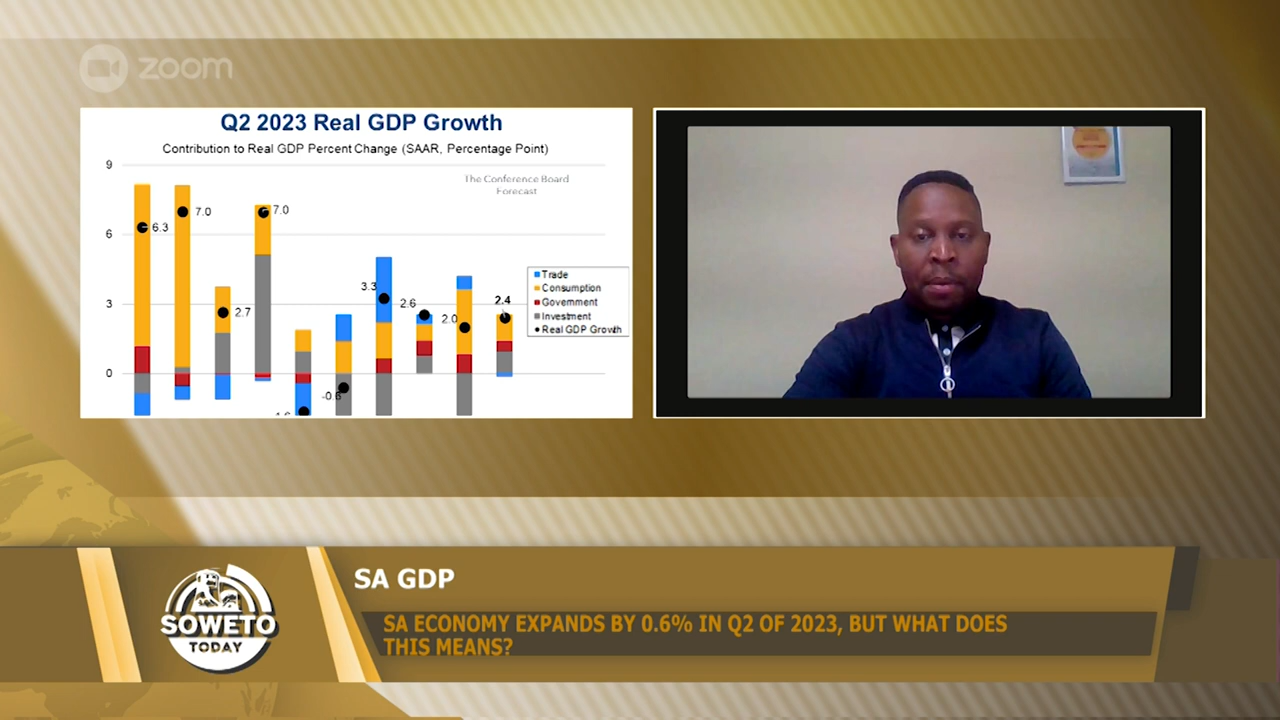 zoom
Q2 2023 Real GDP Growth
Contribution to Real GDP Percent Change (SAAR, Percentage Point)
The Conference Board
Forecast
9
6
3
0
6.3
7.0
2.7
7.0
-0.6
3.3
2.6
2.0
2.4
Trade
Consumption
Government
Investment
Real GDP Growth
SOWETO
TODAY
SA GDP
SA ECONOMY EXPANDS BY 0.6% IN Q2 OF 2023, BUT WHAT DOES
THIS MEANS?